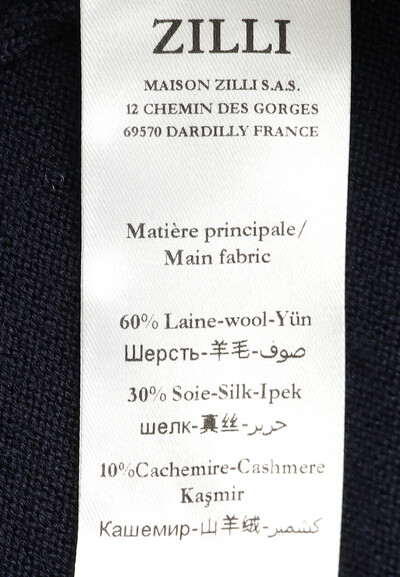 ZILLI
MAISON ZILLI S.A.S.
12 CHEMIN DES GORGES
69570 DARDILLY FRANCE
Matière principale/
Main fabric
60% Laine-wool-Yün
Шерсть-羊毛-صوف
30% Soie-Silk-Ipek
шелк-真丝-حرير
10%Cachemire-Cashmere
Kaşmir
Кашемир-山羊绒-كشمير